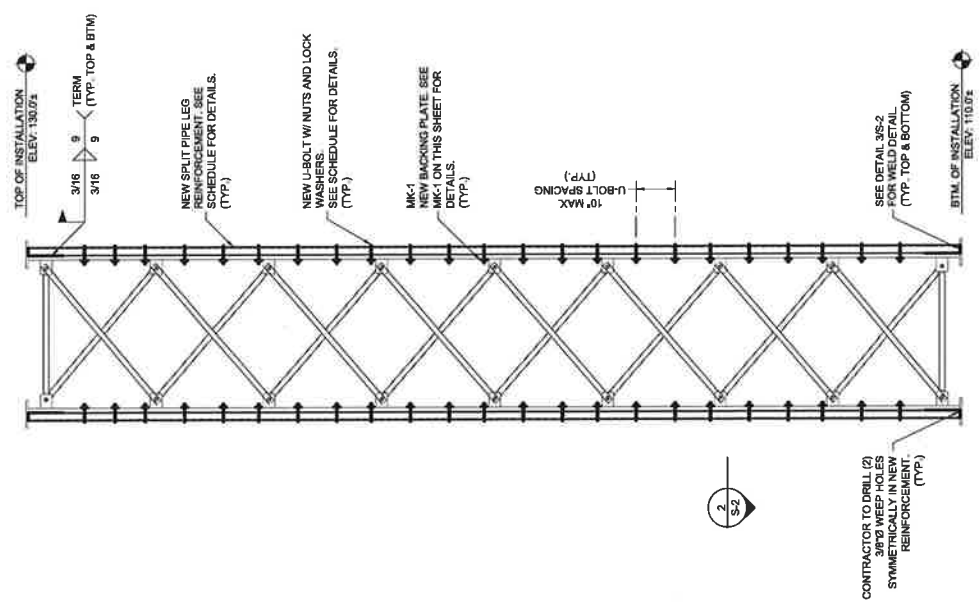 TOP OF INSTALLATION
ELEV: 130.0'±
3/16
9
3/16
9
TERM
(TYP. TOP & BTM)
NEW SPLIT PIPE LEG
REINFORCEMENT. SEE
SCHEDULE FOR DETAILS.
(TYP.)
NEW U-BOLT W/ NUTS AND LOCK
WASHERS.
SEE SCHEDULE FOR DETAILS.
(TYP.)
MK-1
NEW BACKING PLATE. SEE
MK-1 ON THIS SHEET FOR
DETAILS.
(TYP.)
10" MAX.
U-BOLT SPACING
(TYP.)
SEE DETAIL 3/S-2
FOR WELD DETAIL.
(TYP. TOP & BOTTOM)
BTM. OF INSTALLATION
ELEV: 110.0'±
2
S-2
CONTRACTOR TO DRILL (2)
3/8"Ø WEEP HOLES
SYMMETRICALLY IN NEW
REINFORCEMENT.
(TYP.)